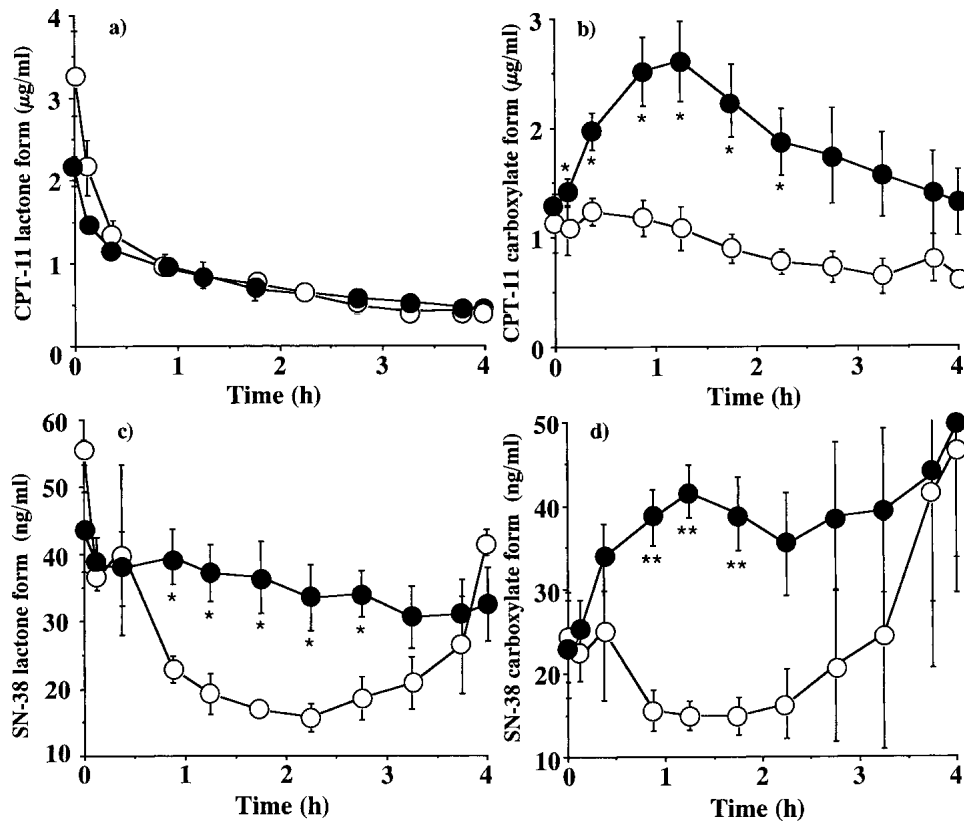 a)
CPT-11 lactone form (μg/ml)
4
3
2
1
0
0 1 2 3 4
Time (h)
b)
CPT-11 carboxylate form (μg/ml)
3
2
1
0
* * * * * *
0 1 2 3 4
Time (h)
c)
SN-38 lactone form (ng/ml)
60
50
40
30
20
10
* * * * *
0 1 2 3 4
Time (h)
d)
SN-38 carboxylate form (ng/ml)
50
40
30
20
10
** ** **
0 1 2 3 4
Time (h)